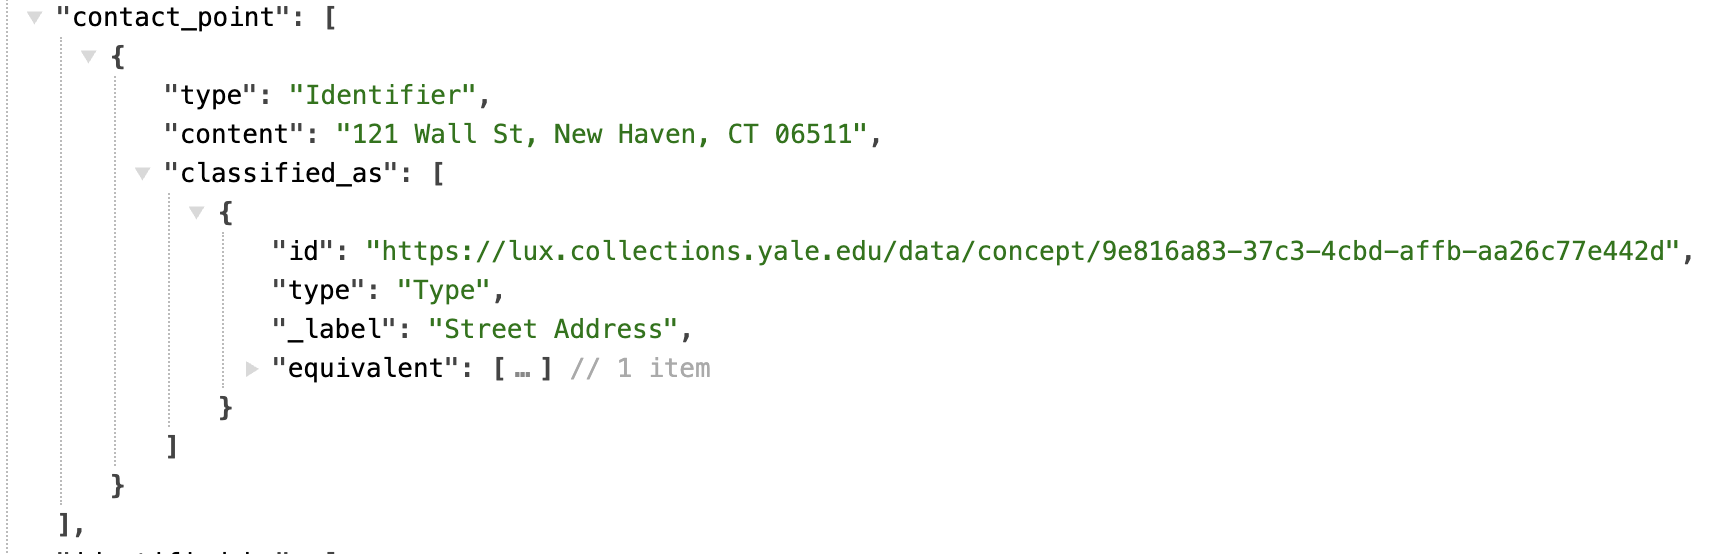 "contact_point": [
{
"type": "Identifier",
"content": "121 Wall St, New Haven, CT 06511",
"classified_as": [
{
"id": "https://lux.collections.yale.edu/data/concept/9e816a83-37c3-4cbd-affb-aa26c77e442d",
"type": "Type",
"_label": "Street Address",
"equivalent": [ … ] // 1 item
}
]
}
],